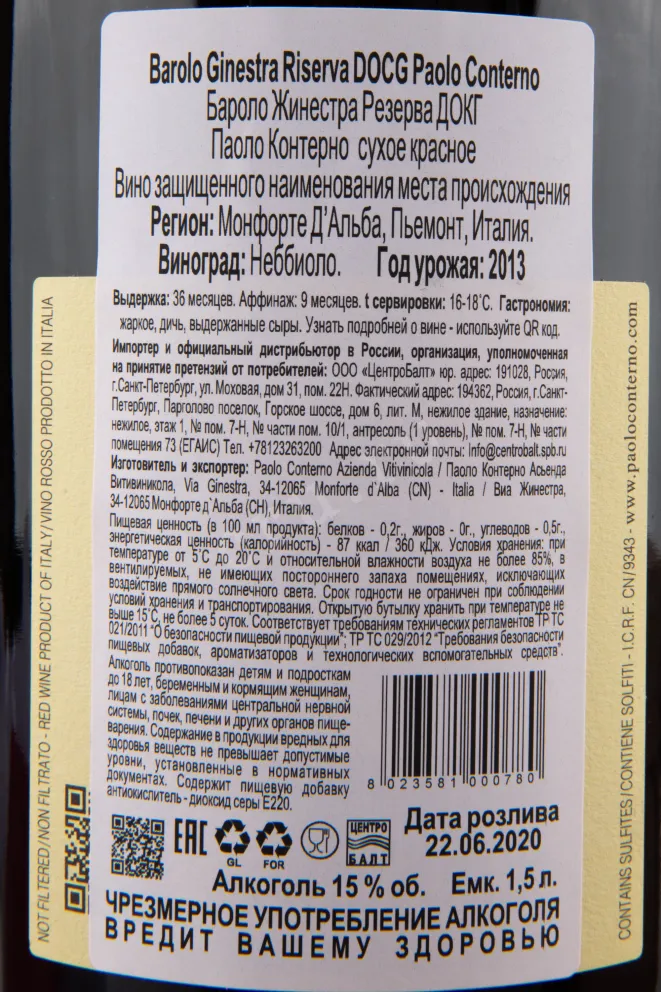 Barolo Ginestra Riserva DOCG Paolo Conterno
Бароло Жинестра Резерва ДОКГ
Паоло Контерно сухое красное
Вино защищенного наименования места происхождения
Регион: Монфорте Д’Альба, Пьемонт, Италия.
Виноград: Неббиоло. Год урожая: 2013
Выдержка: 36 месяцев. Аффинаж: 9 месяцев. t сервировки: 16-18˚С. Гастрономия:
жаркое, дичь, выдержанные сыры. Узнать подробней о вине - используйте QR код.
Импортер и официальный дистрибьютор в России, организация, уполномоченная
на принятие претензий от потребителей: ООО «ЦентроБалт» юр. адрес: 191028, Россия,
г.Санкт-Петербург, ул. Моховая, дом 31, пом. 22Н. Фактический адрес: 194362, Россия, г.Санкт-
Петербург, Парголово поселок, Горское шоссе, дом 6, лит. М, нежилое здание, назначение:
нежилое, этаж 1, № пом. 7-Н, № части пом. 10/1, антресоль (1 уровень), № пом. 7-Н, № части
помещения 73 (ЕГАИС) Тел. +78123263200 Адрес электронной почты: Info@centrobalt.spb.ru
Изготовитель и экспортер: Paolo Conterno Azienda Vitivinicola / Паоло Контерно Асьенда
Витивиникола, Via Ginestra, 34-12065 Monforte d`Alba (CN) - Italia / Виа Жинестра,
34-12065 Монфорте д`Альба (CH), Италия.
Пищевая ценность (в 100 мл продукта): белков - 0,2г., жиров - 0г., углеводов - 0,5г.,
энергетическая ценность (калорийность) - 87 ккал / 360 кДж. Условия хранения: при
температуре от 5˚С до 20˚С и относительной влажности воздуха не более 85%, в
вентилируемых, не имеющих постороннего запаха помещениях, исключающих
воздействие прямого солнечного света. Срок годности не ограничен при соблюдении
условий хранения и транспортирования. Открытую бутылку хранить при температуре не
выше 15˚С, не более 5 суток. Соответствует требованиям технических регламентов ТР ТС
021/2011 "О безопасности пищевой продукции"; ТР ТС 029/2012 "Требования безопасности
пищевых добавок, ароматизаторов и технологических вспомогательных средств".
Алкоголь противопоказан детям и подросткам
до 18 лет, беременным и кормящим женщинам,
лицам с заболеваниями центральной нервной
системы, почек, печени и других органов пище-
варения. Содержание в продукции вредных для
здоровья веществ не превышает допустимые
уровни, установленные в нормативных
документах. Содержит пищевую добавку
антиокислитель - диоксид серы Е220.
8 023581 000780
Дата розлива
22.06.2020
EAC
GL
FOR
ЦЕНТРО
БАЛТ
Алкоголь 15 % об. Емк. 1,5 л.
ЧРЕЗМЕРНОЕ УПОТРЕБЛЕНИЕ АЛКОГОЛЯ
ВРЕДИТ ВАШЕМУ ЗДОРОВЬЮ
NOT FILTERED/NON FILTRATO - RED WINE PRODUCT OF ITALY/VINO ROSSO PRODOTTO IN ITALIA
CONTAINS SULFITES/CONTIENE SOLFITI - I.C.R.F. CN/9343 - www.paoloconterno.com